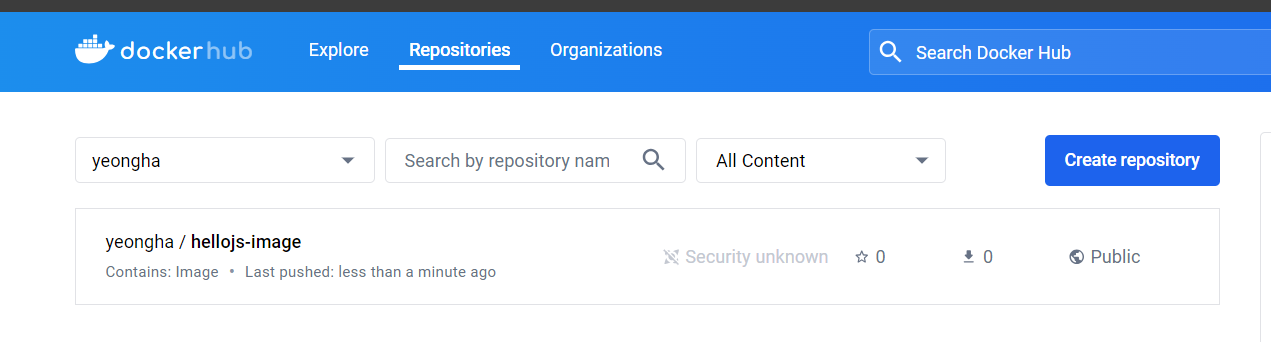 dockerhub Explore Repositories Organizations Search Docker Hub
yeongha Search by repository nam All Content Create repository
yeongha / hellojs-image
Contains: Image • Last pushed: less than a minute ago
Security unknown 0 0 Public